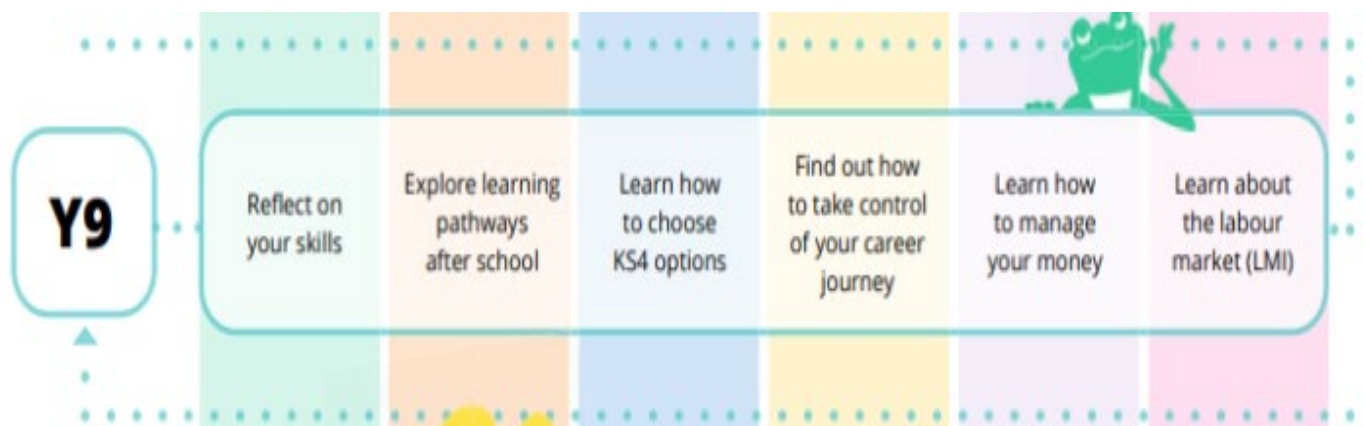 Y9
Reflect on
your skills
Explore learning
pathways
after school
Learn how
to choose
KS4 options
Find out how
to take control
of your career
journey
Learn how
to manage
your money
Learn about
the labour
market (LMI)